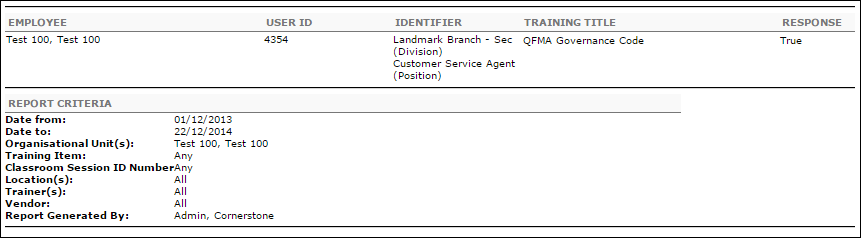 EMPLOYEE USER ID IDENTIFIER TRAINING TITLE RESPONSE
Test 100, Test 100 4354 Landmark Branch - Sec QFMA Governance Code True
(Division)
Customer Service Agent
(Position)
REPORT CRITERIA
Date from: 01/12/2013
Date to: 22/12/2014
Organisational Unit(s): Test 100, Test 100
Training Item: Any
Classroom Session ID Number Any
Location(s): All
Trainer(s): All
Vendor: All
Report Generated By: Admin, Cornerstone